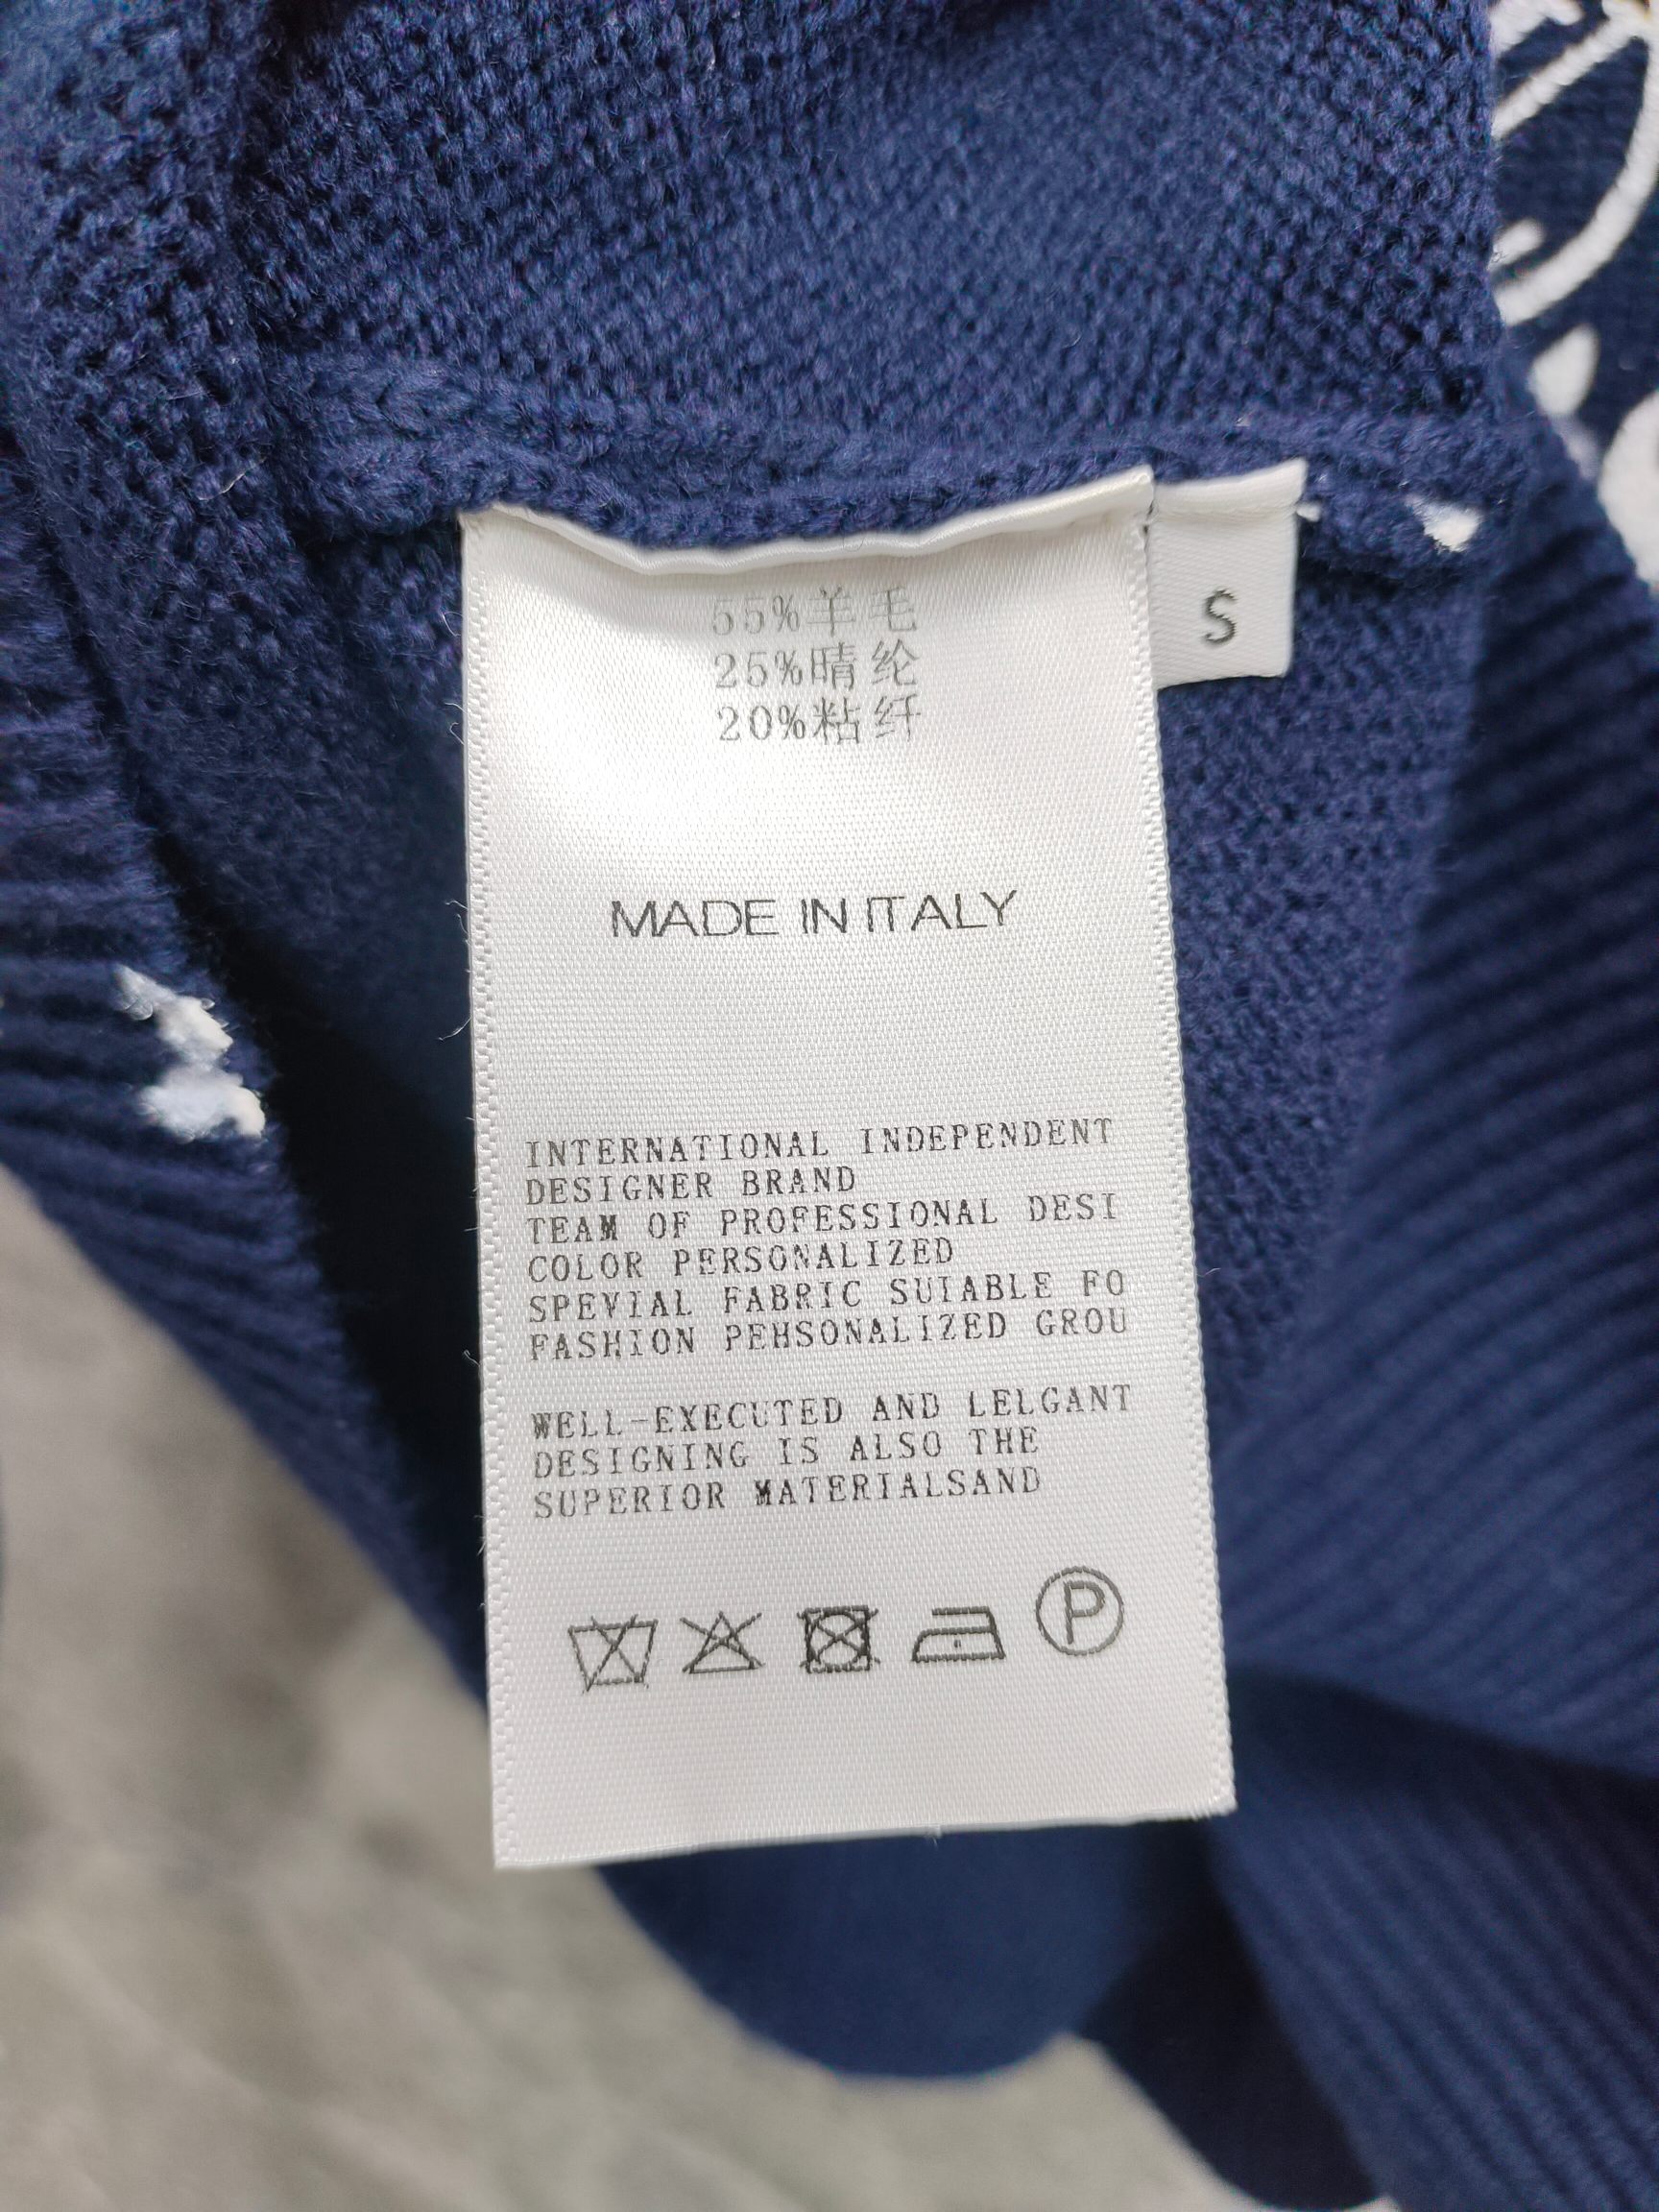 55%羊毛
25%晴纶
20%粘纤
S
MADE IN ITALY
INTERNATIONAL INDEPENDENT
DESIGNER BRAND
TEAM OF PROFESSIONAL DESI
COLOR PERSONALIZED
SPEVIAL FABRIC SUIABLE FO
FASHION PEHSONALIZED GROU
WELL-EXECUTED AND LELGANT
DESIGNING IS ALSO THE
SUPERIOR MATERIALSAND
P